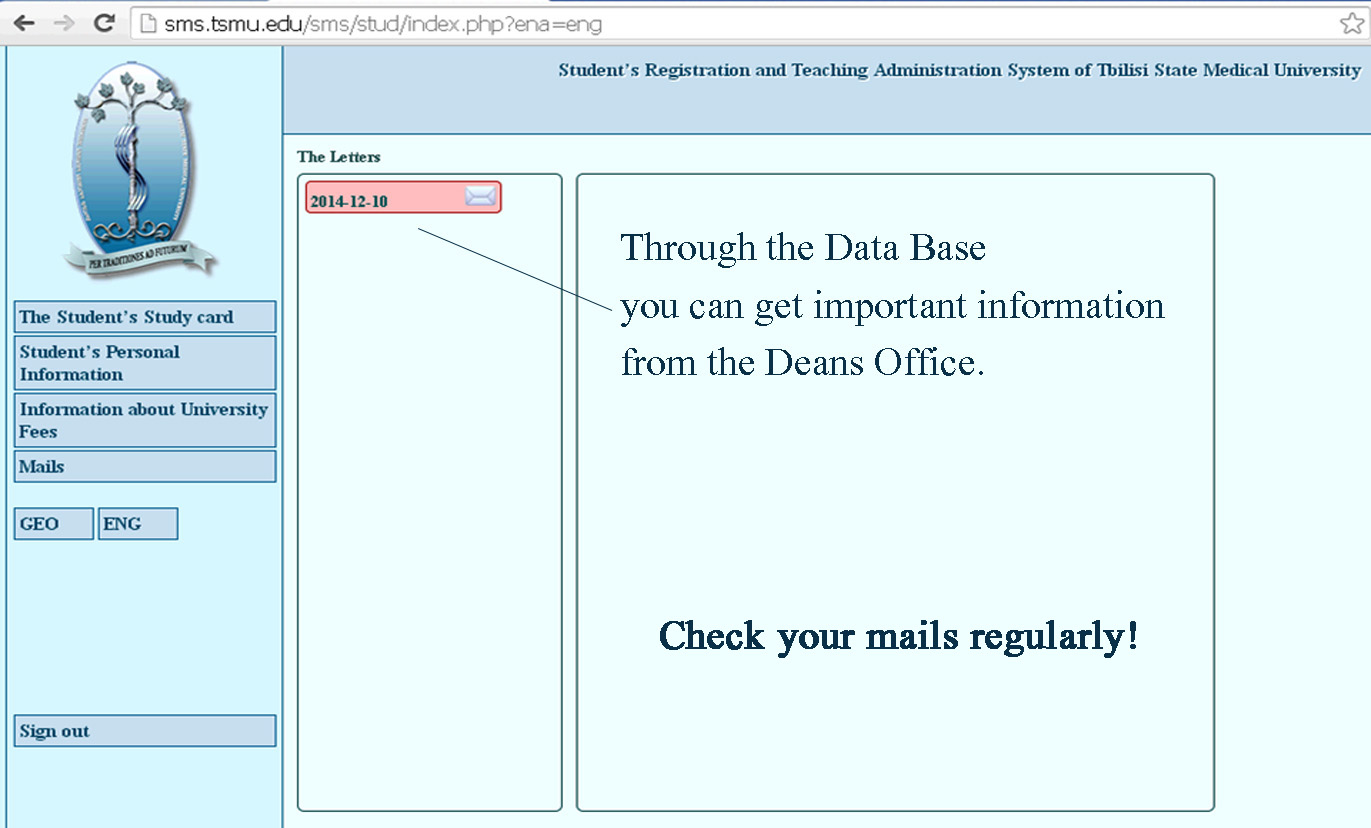 sms.tsmu.edu/sms/stud/index.php?ena=eng
Student's Registration and Teaching Administration System of Tbilisi State Medical University
PER TRADITIONES AD FUTURUM
The Student's Study card
Student's Personal
Information
Information about University
Fees
Mails
GEO
ENG
Sign out
The Letters
2014-12-10
Through the Data Base
you can get important information
from the Deans Office.
Check your mails regularly!